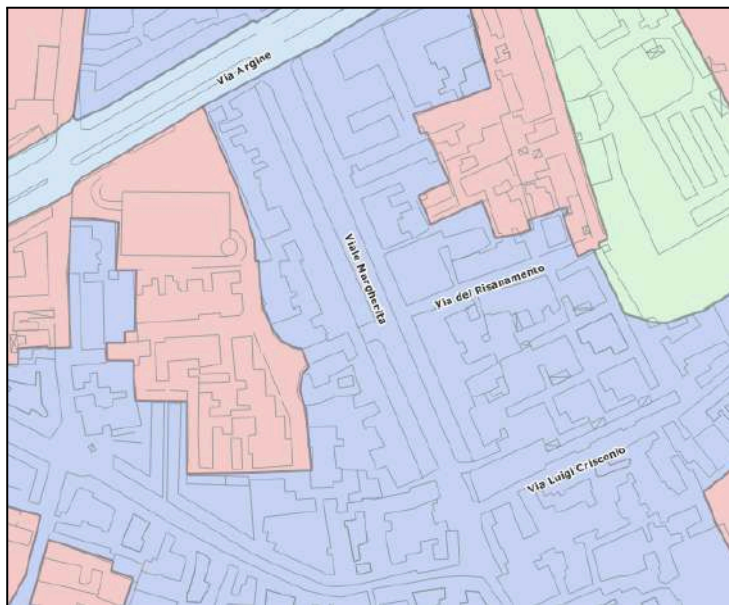 Via Argine
Viale Margherita
Via del Risanamento
Via Luigi Crisconio